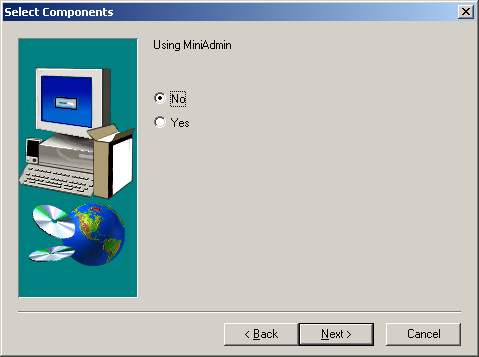 Select Components
Using MiniAdmin
No
Yes
< Back
Next >
Cancel